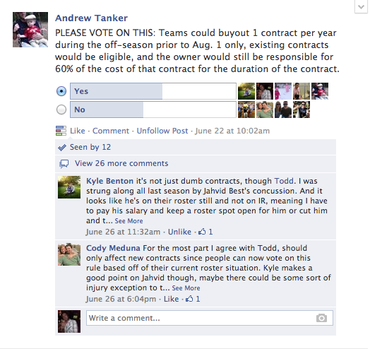 Andrew Tanker
PLEASE VOTE ON THIS: Teams could buyout 1 contract per year
during the off-season prior to Aug. 1 only, existing contracts
would be eligible, and the owner would still be responsible for
60% of the cost of that contract for the duration of the contract.
Yes
No
Like · Comment · Unfollow Post · June 22 at 10:02am
Seen by 12
View 26 more comments
Kyle Benton it's not just dumb contracts, though Todd. I was
strung along all last season by Jahvid Best's concussion. And it
looks like he's on their roster still and not on IR, meaning I have
to pay his salary and keep a roster spot open for him or cut him
and t... See More
June 26 at 11:32am · Unlike · 1
Cody Meduna For the most part I agree with Todd, should
only affect new contracts since people can now vote on this
rule based off of their current roster situation. Kyle makes a
good point on Jahvid though, maybe there could be some sort of
injury exception to t... See More
June 26 at 6:04pm · Like · 1
Write a comment...